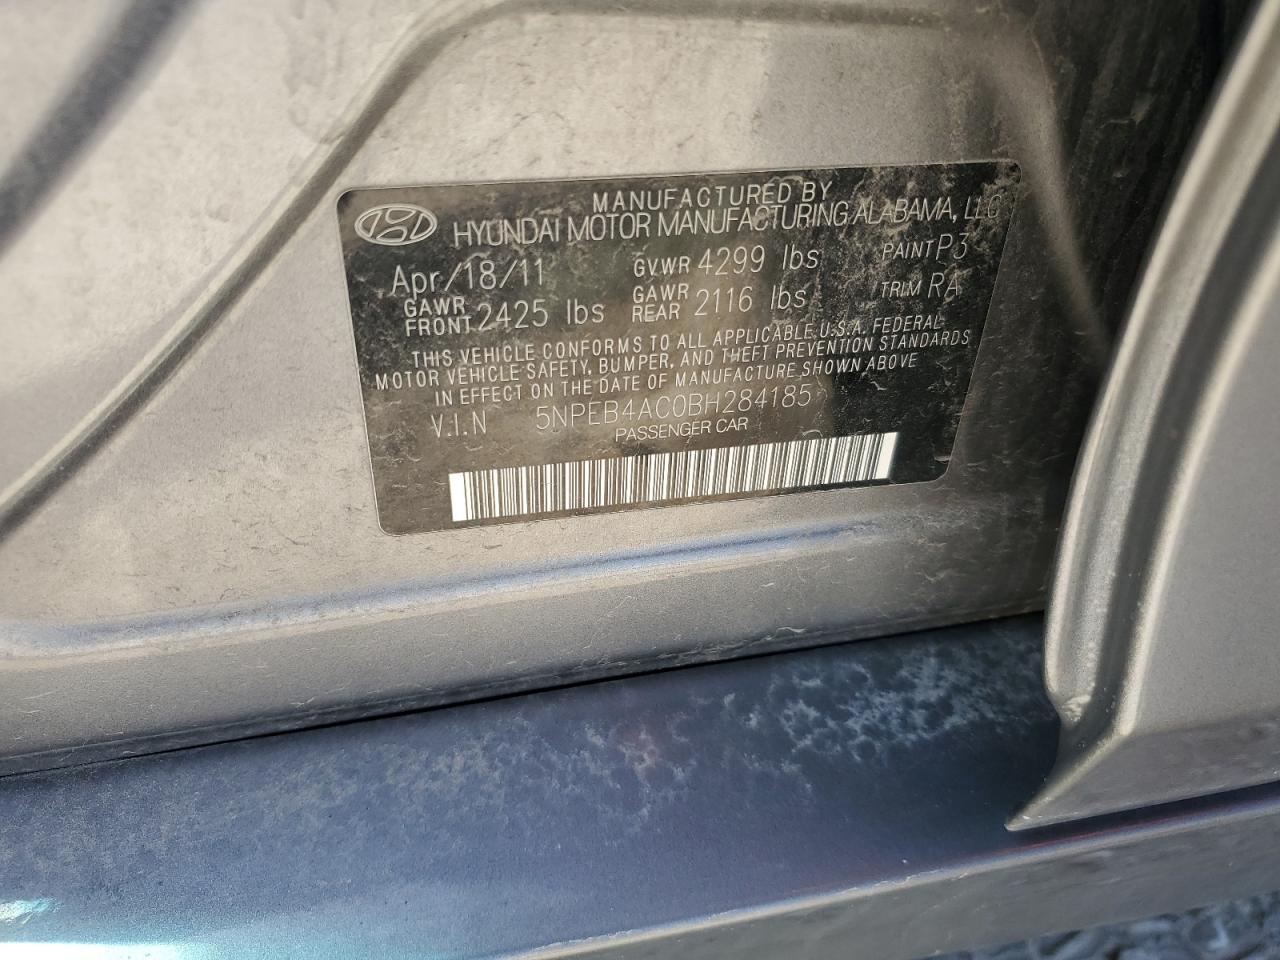 MANUFACTURED BY
HYUNDAI MOTOR MANUFACTURING ALABAMA, LLC
Apr/18/11 GVWR 4299 lbs PAINT P3
GAWR FRONT 2425 lbs GAWR REAR 2116 lbs TRIM RA
THIS VEHICLE CONFORMS TO ALL APPLICABLE U.S.A. FEDERAL
MOTOR VEHICLE SAFETY, BUMPER, AND THEFT PREVENTION STANDARDS
IN EFFECT ON THE DATE OF MANUFACTURE SHOWN ABOVE
V.I.N 5NPEB4AC0BH284185
PASSENGER CAR